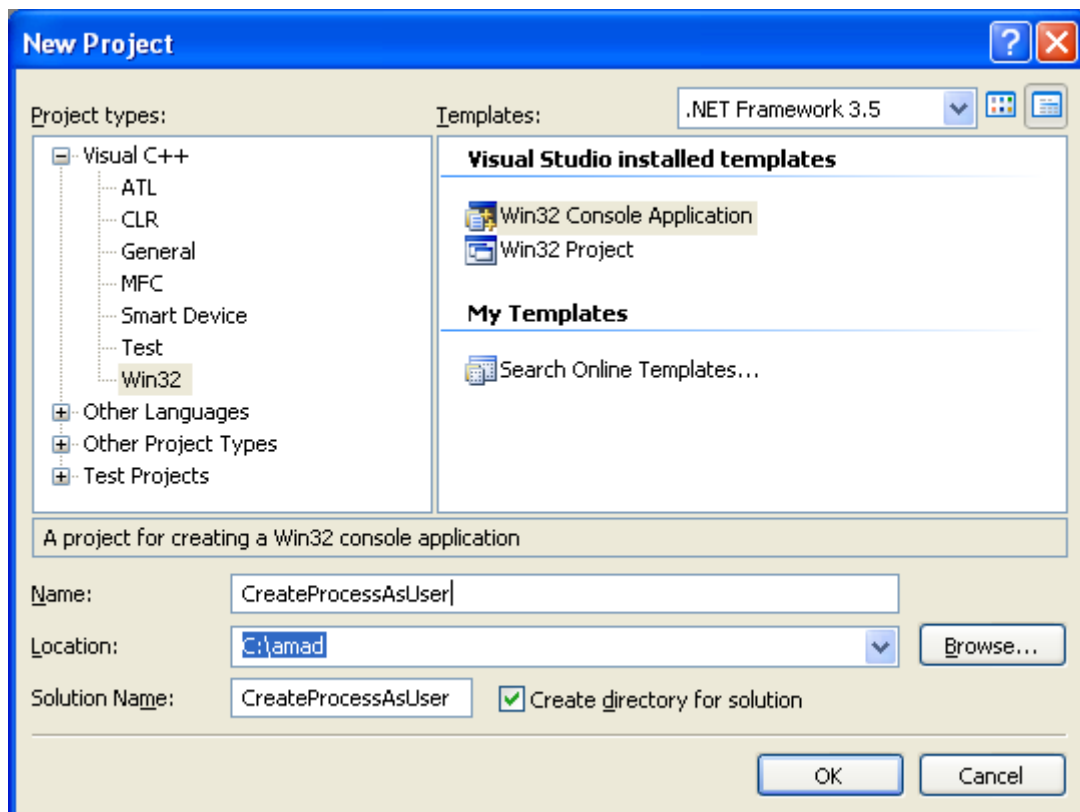 New Project
Project types:
Templates:
.NET Framework 3.5
Visual C++
ATL
CLR
General
MFC
Smart Device
Test
Win32
Other Languages
Other Project Types
Test Projects
Visual Studio installed templates
Win32 Console Application
Win32 Project
My Templates
Search Online Templates...
A project for creating a Win32 console application
Name:
CreateProcessAsUser
Location:
C:\amad
Browse...
Solution Name:
CreateProcessAsUser
Create directory for solution
OK
Cancel